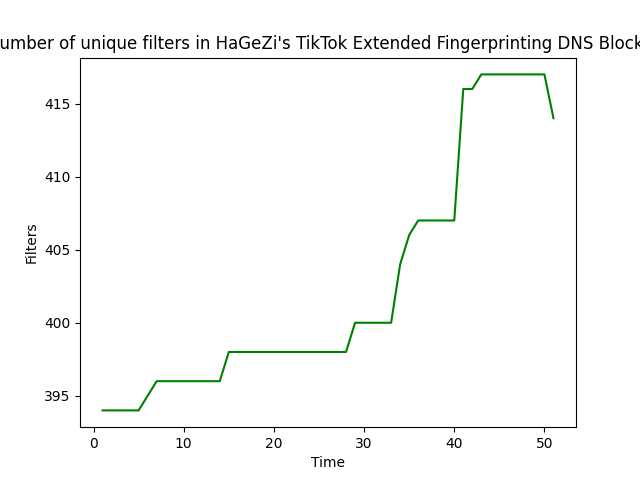 umber of unique filters in HaGeZi's TikTok Extended Fingerprinting DNS Block
415
410
405
400
395
Filters
0 10 20 30 40 50
Time